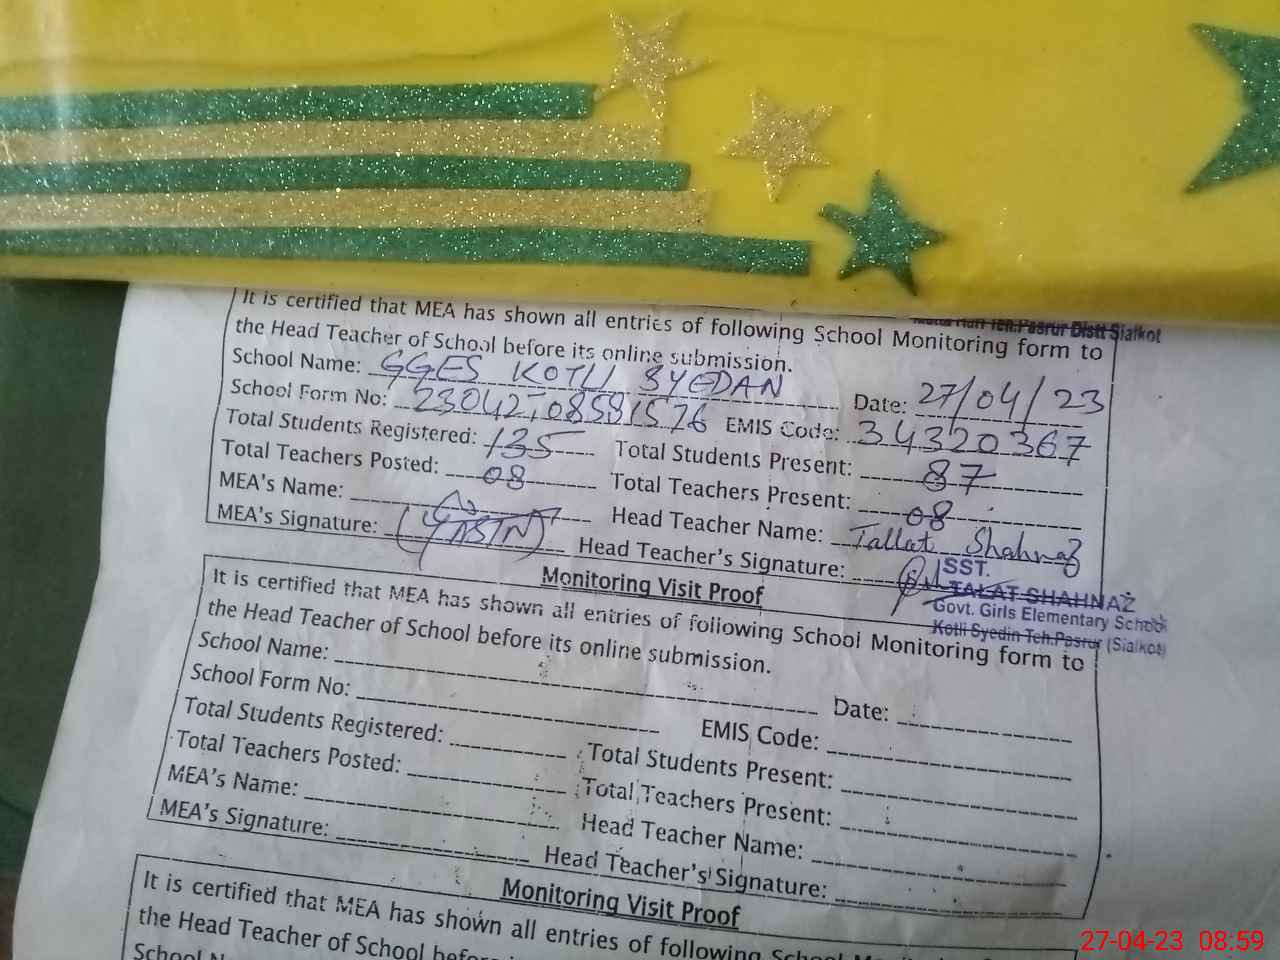 Teh.Pasrur Distt Sialkot
It is certified that MEA has shown all entries of following School Monitoring form to
the Head Teacher of School before its online submission.
School Name: GGES KOTLI SYEDAN Date: 27/04/23
School Form No: EMIS Code: 34320367
Total Students Registered: 135 Total Students Present: 87
Total Teachers Posted: 08 Total Teachers Present: 08
MEA's Name: Head Teacher Name: Tallat Shahnaz
MEA's Signature: (YASIN) Head Teacher's Signature:
SST.
TALAT SHAHNAZ
Govt. Girls Elementary School
Kotli Syedin Teh.Pasrur (Sialkot)
Monitoring Visit Proof
It is certified that MEA has shown all entries of following School Monitoring form to
the Head Teacher of School before its online submission.
School Name: Date:
School Form No: EMIS Code:
Total Students Registered: Total Students Present:
Total Teachers Posted: Total Teachers Present:
MEA's Name: Head Teacher Name:
MEA's Signature: Head Teacher's Signature:
Monitoring Visit Proof
It is certified that MEA has shown all entries of following School
the Head Teacher of School
School
27-04-23 08:59